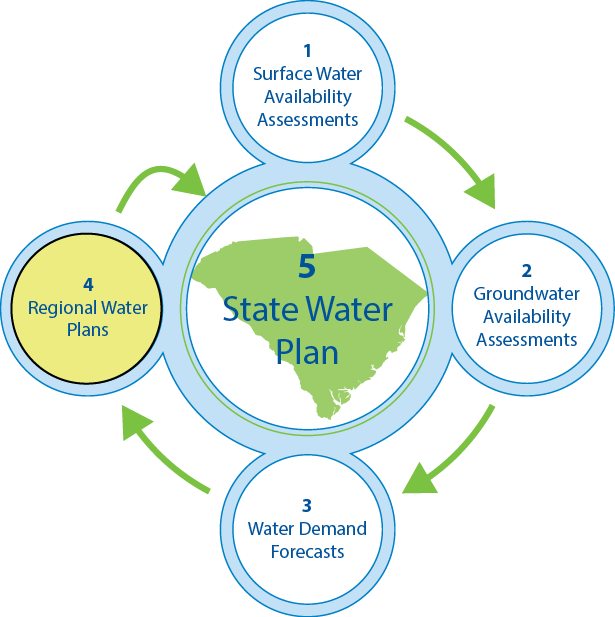 1
Surface Water
Availability
Assessments
2
Groundwater
Availability
Assessments
3
Water Demand
Forecasts
4
Regional Water
Plans
5
State Water
Plan